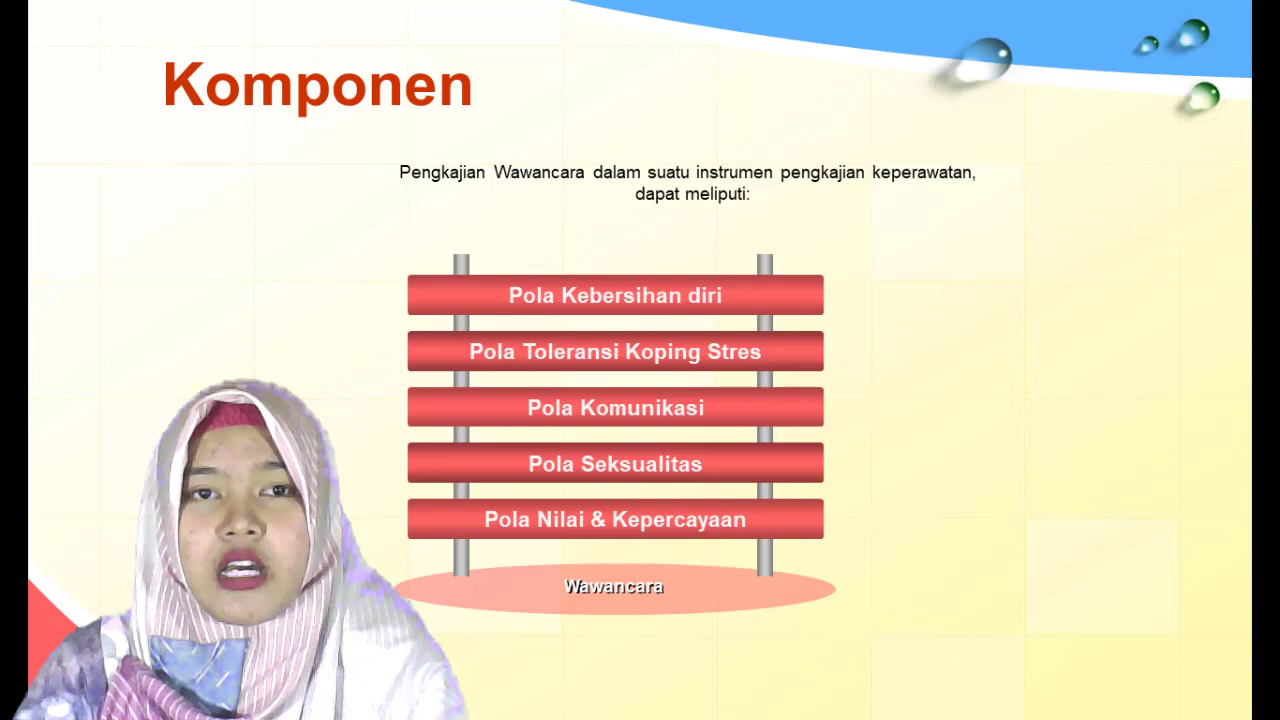 Komponen
Pengkajian Wawancara dalam suatu instrumen pengkajian keperawatan,
dapat meliputi:
Pola Kebersihan diri
Pola Toleransi Koping Stres
Pola Komunikasi
Pola Seksualitas
Pola Nilai & Kepercayaan
Wawancara